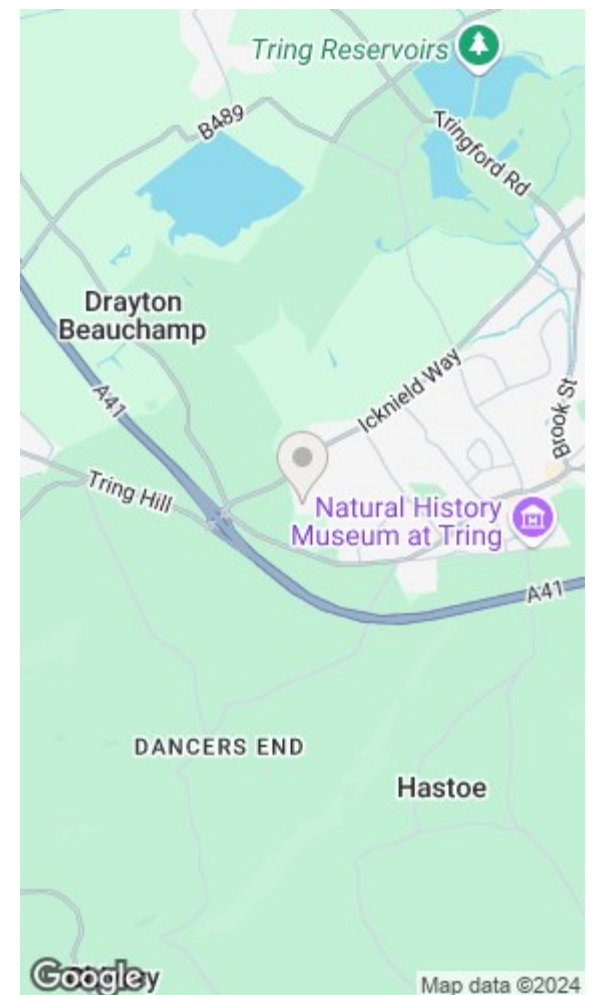 Tring Reservoirs
B489
Tringford Rd
Drayton
Beauchamp
A41
Icknield Way
Brook St
Tring Hill
Natural History
Museum at Tring
A41
DANCERS END
Hastoe
Google
Map data ©2024